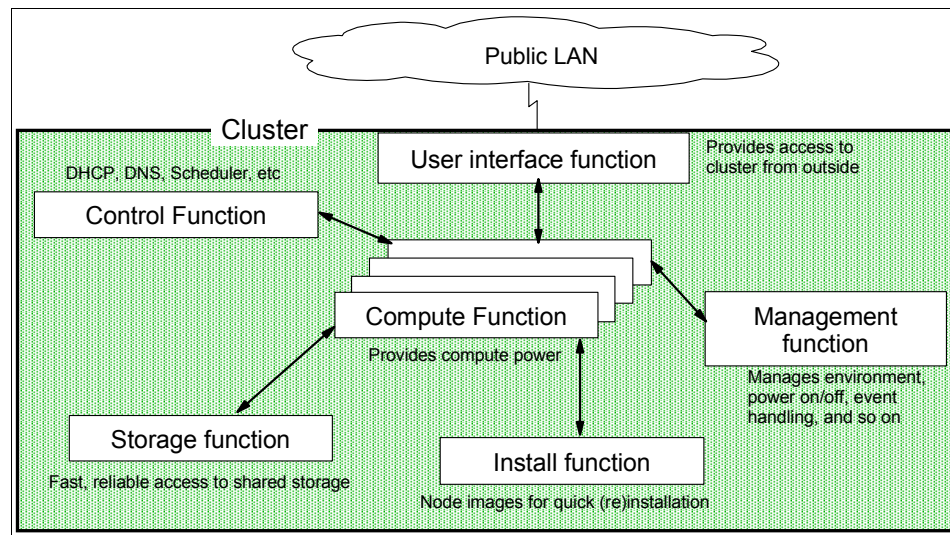 Public LAN
Cluster
User interface function
Provides access to
cluster from outside
DHCP, DNS, Scheduler, etc
Control Function
Compute Function
Provides compute power
Management
function
Manages environment,
power on/off, event
handling, and so on
Storage function
Fast, reliable access to shared storage
Install function
Node images for quick (re)installation